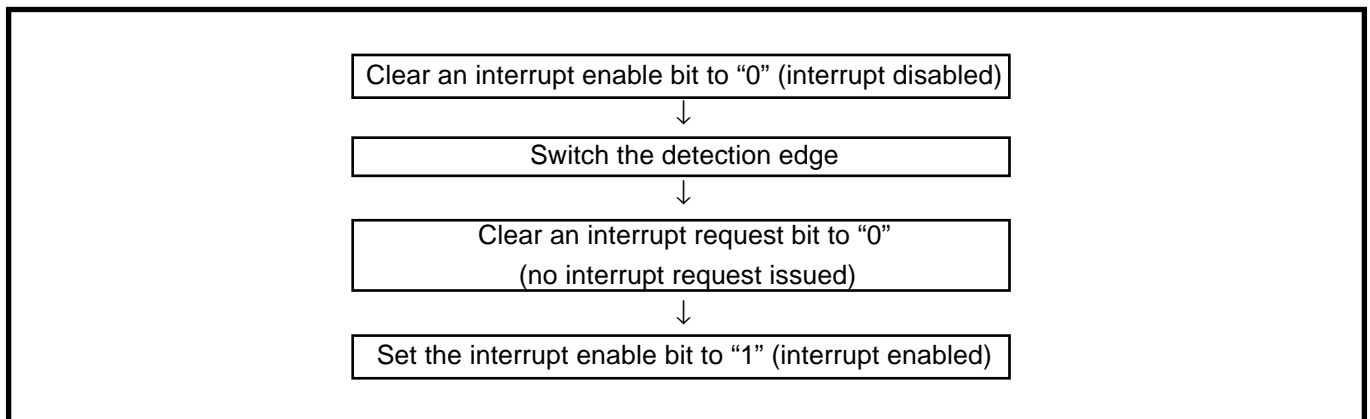 Clear an interrupt enable bit to “0” (interrupt disabled)
↓
Switch the detection edge
↓
Clear an interrupt request bit to “0”
(no interrupt request issued)
↓
Set the interrupt enable bit to “1” (interrupt enabled)